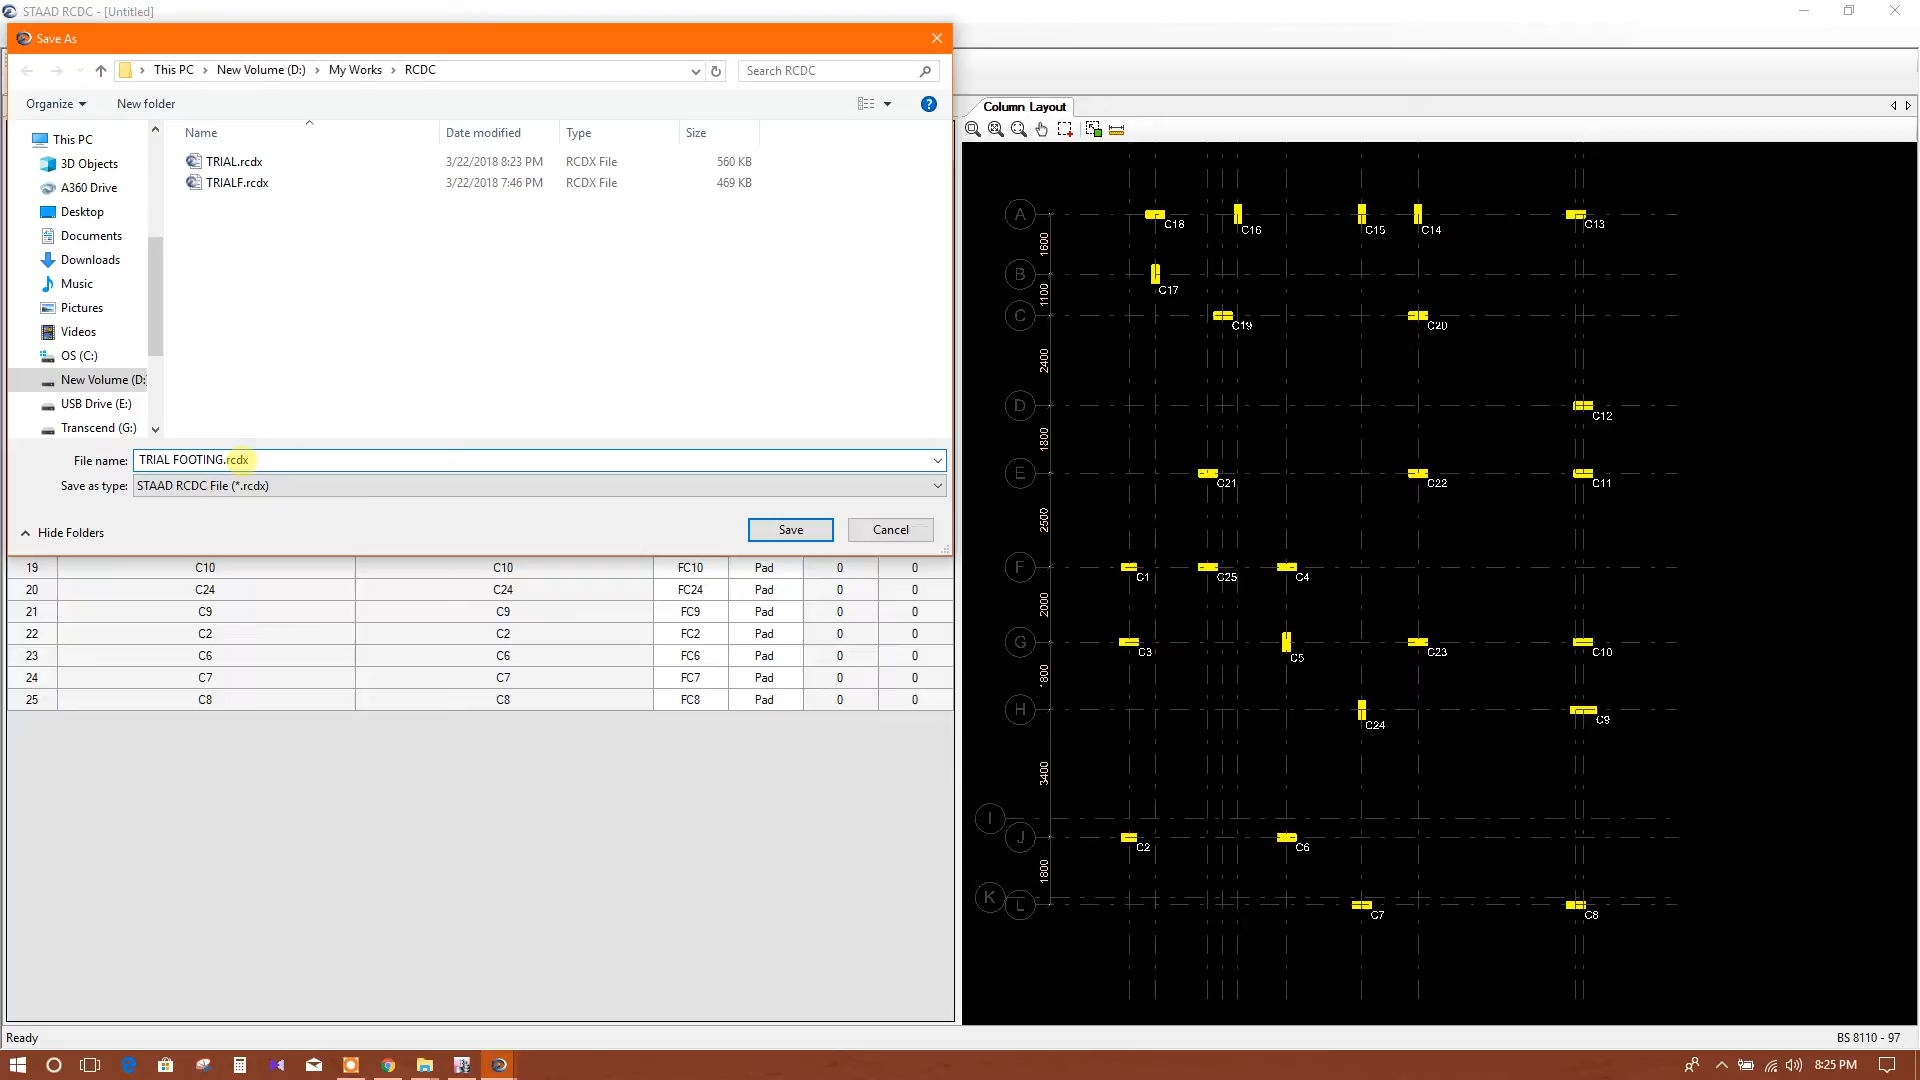 STAAD RCDC - [Untitled]
Save As
This PC > New Volume (D:) > My Works > RCDC
Search RCDC
Organize
New folder
Name
Date modified
Type
Size
TRIAL.rcdx 3/22/2018 8:23 PM RCDX File 560 KB
TRIALF.rcdx 3/22/2018 7:46 PM RCDX File 469 KB
This PC
3D Objects
A360 Drive
Desktop
Documents
Downloads
Music
Pictures
Videos
OS (C:)
New Volume (D:
USB Drive (E:)
Transcend (G:)
File name: TRIAL FOOTING.rcdx
Save as type: STAAD RCDC File (*.rcdx)
Hide Folders
Save
Cancel
19 C10 C10 FC10 Pad 0 0
20 C24 C24 FC24 Pad 0 0
21 C9 C9 FC9 Pad 0 0
22 C2 C2 FC2 Pad 0 0
23 C6 C6 FC6 Pad 0 0
24 C7 C7 FC7 Pad 0 0
25 C8 C8 FC8 Pad 0 0
Column Layout
A
C18
C16
C15
C14
C13
1600
B
C17
1100
C
C19
C20
2400
D
C12
1800
E
C21
C22
C11
2500
F
C1
C25
C4
2000
G
C3
C5
C23
C10
1800
H
C24
C9
3400
I
J
C2
C6
1800
K
L
C7
C8
Ready
BS 8110 - 97
8:25 PM